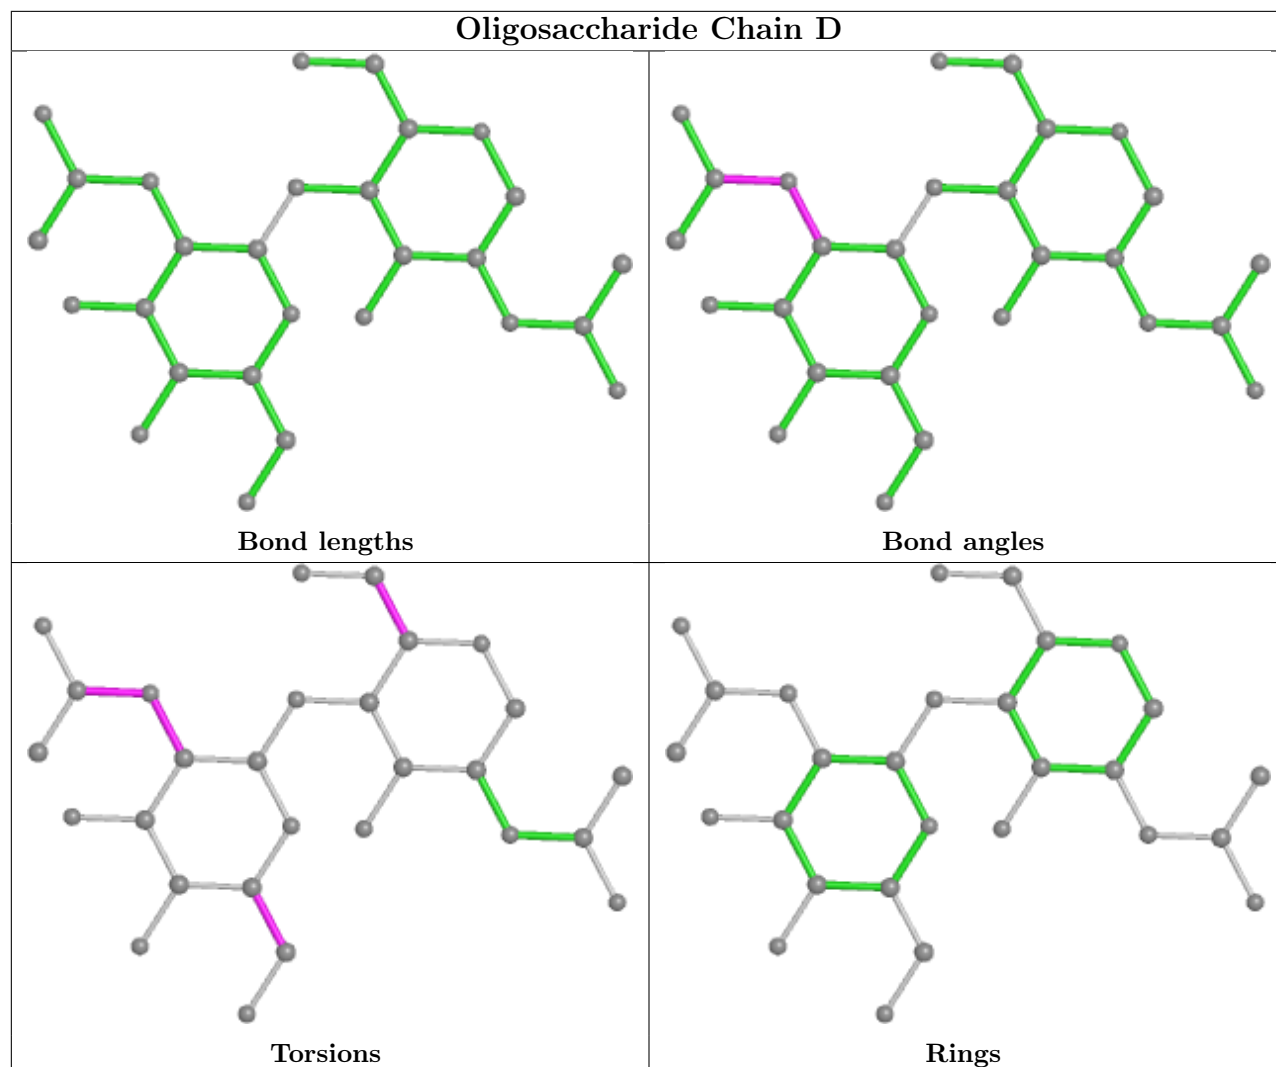 Oligosaccharide Chain D
Bond lengths
Bond angles
Torsions
Rings